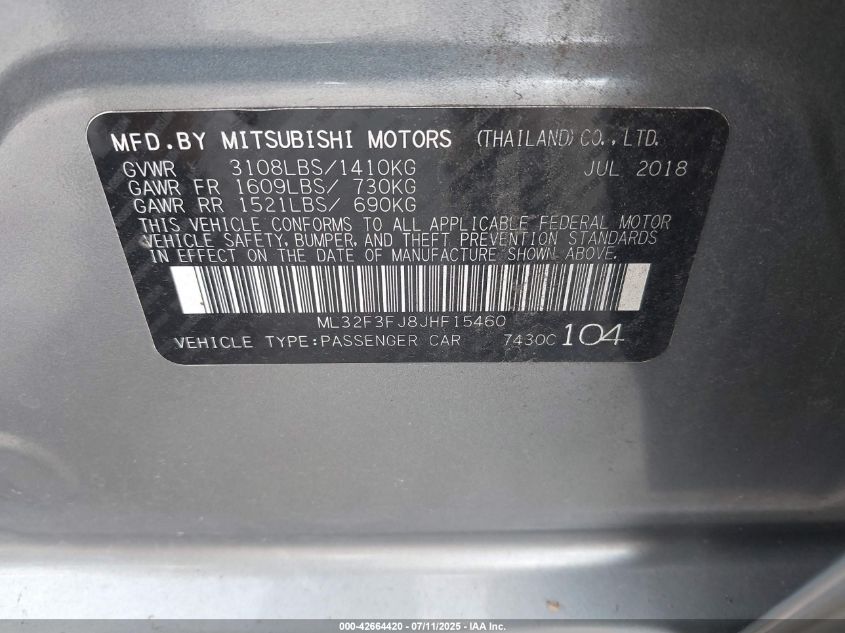 MFD.BY MITSUBISHI MOTORS (THAILAND)CO.,LTD.
GVWR 3108LBS/1410KG JUL 2018
GAWR FR 1609LBS/ 730KG
GAWR RR 1521LBS/ 690KG
THIS VEHICLE CONFORMS TO ALL APPLICABLE FEDERAL MOTOR
VEHICLE SAFETY, BUMPER, AND THEFT PREVENTION STANDARDS
IN EFFECT ON THE DATE OF MANUFACTURE SHOWN ABOVE.
ML32F3FJ8JHF15460
VEHICLE TYPE:PASSENGER CAR 7430C 104
000-42664420 - 07/11/2025 - IAA Inc.